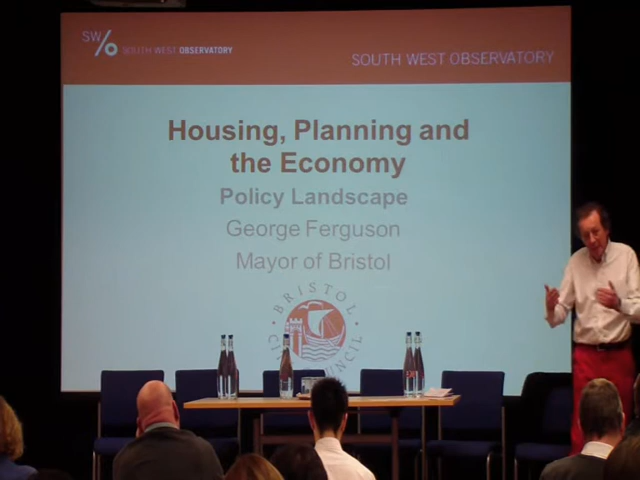 SW/o SOUTH WEST OBSERVATORY
SOUTH WEST OBSERVATORY
Housing, Planning and
the Economy
Policy Landscape
George Ferguson
Mayor of Bristol
BRISTOL
CITY COUNCIL